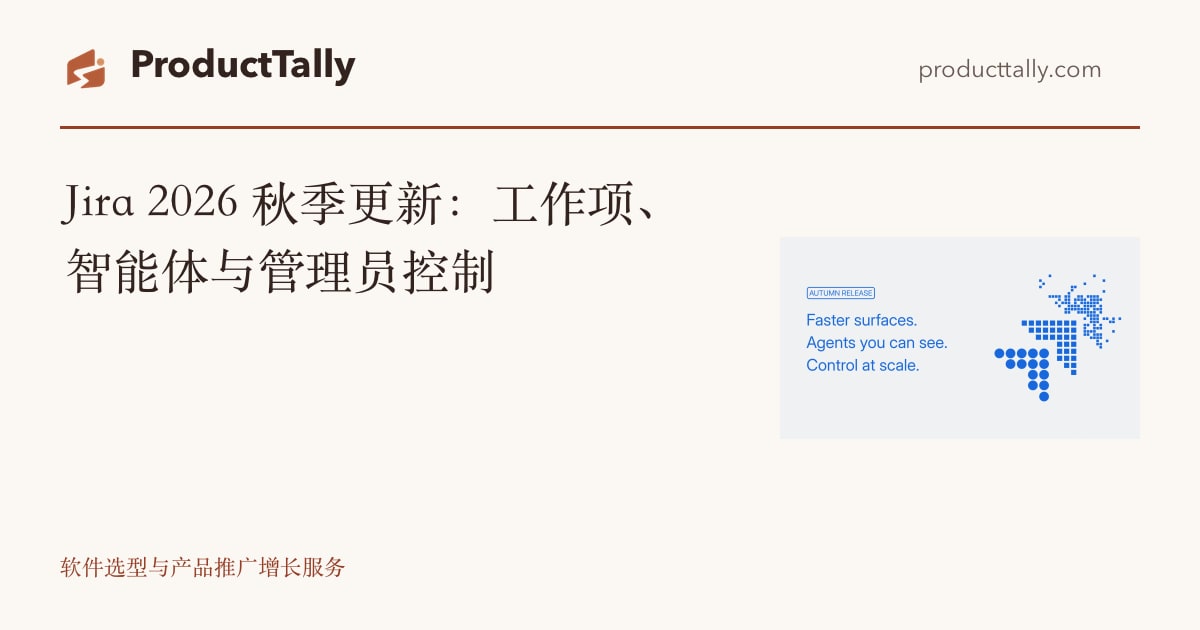 ProductTally
producttally.com
Jira 2026 秋季更新：工作项、
智能体与管理员控制
AUTUMN RELEASE
Faster surfaces.
Agents you can see.
Control at scale.
软件选型与产品推广增长服务